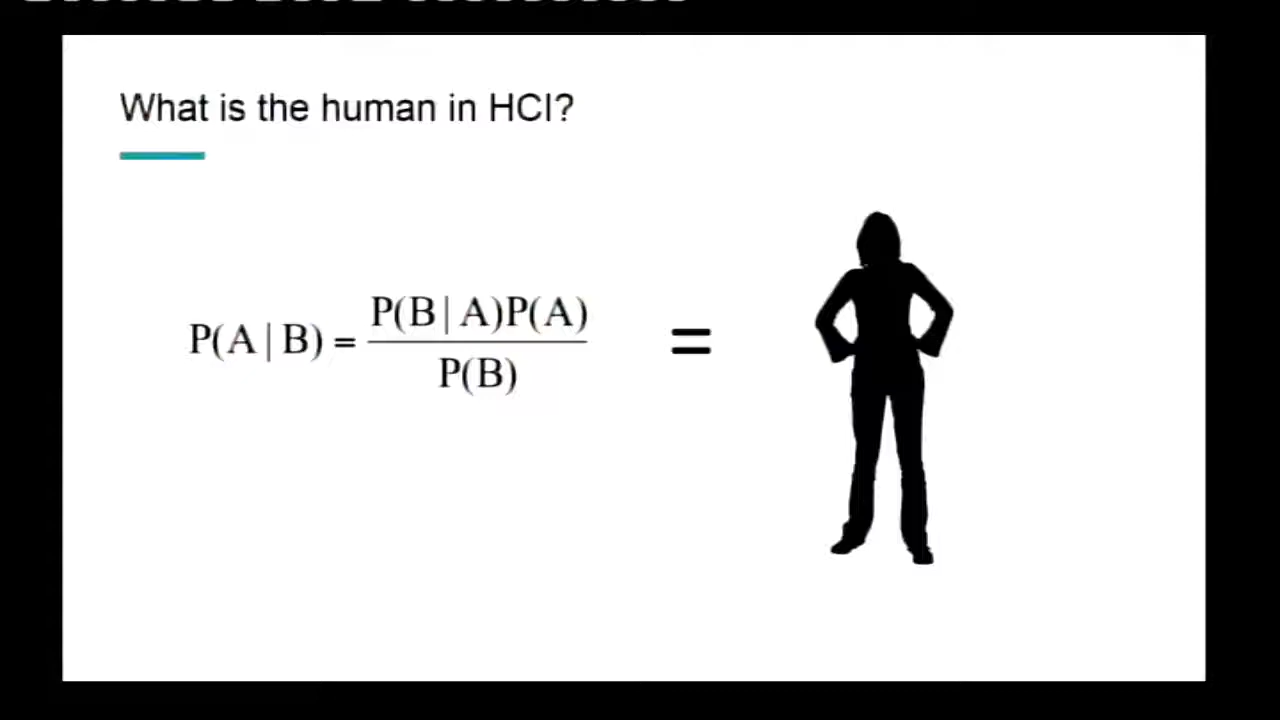 What is the human in HCI?
P(A | B) = P(B | A)P(A) =
P(B)